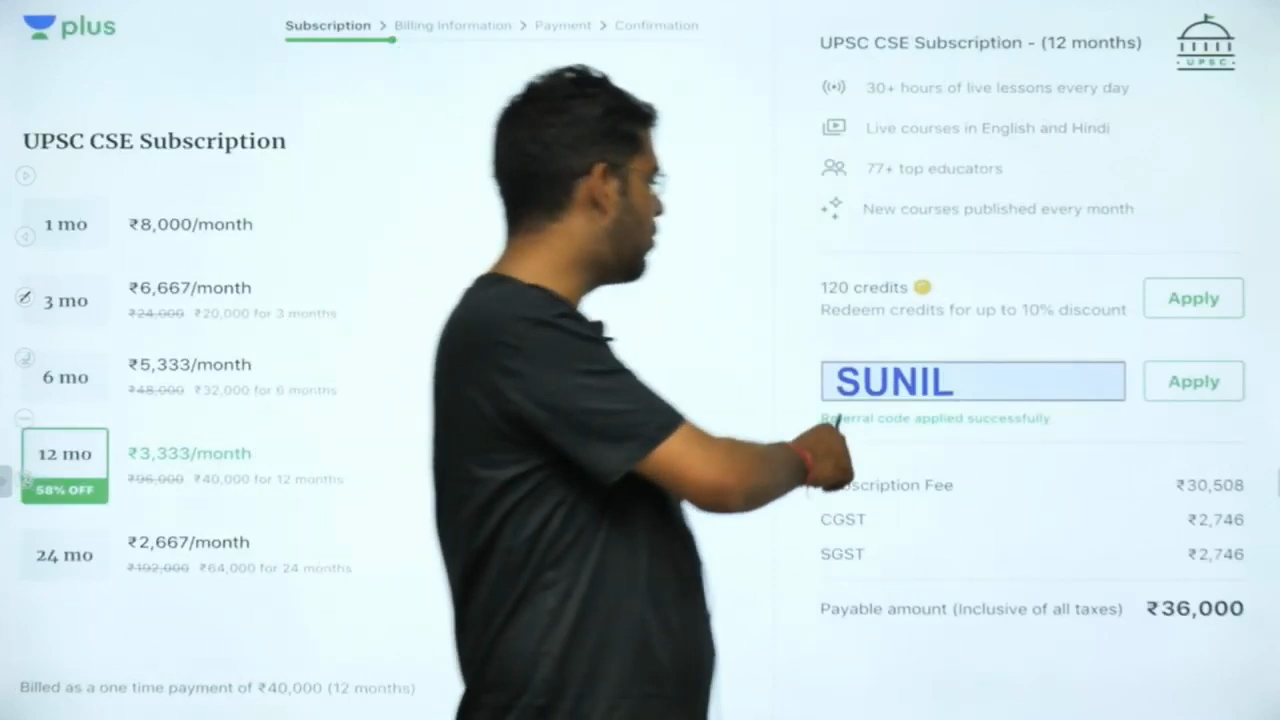 plus
Subscription > Billing Information > Payment > Confirmation
UPSC CSE Subscription
1 mo ₹8,000/month
3 mo ₹6,667/month
₹24,000 ₹20,000 for 3 months
6 mo ₹5,333/month
₹48,000 ₹32,000 for 6 months
12 mo ₹3,333/month
58% OFF ₹96,000 ₹40,000 for 12 months
24 mo ₹2,667/month
₹192,000 ₹64,000 for 24 months
Billed as a one time payment of ₹40,000 (12 months)
UPSC CSE Subscription - (12 months)
UPSC
30+ hours of live lessons every day
Live courses in English and Hindi
77+ top educators
New courses published every month
120 credits
Redeem credits for up to 10% discount
Apply
SUNIL
Apply
Referral code applied successfully
Fee ₹30,508
CGST ₹2,746
SGST ₹2,746
Payable amount (Inclusive of all taxes) ₹36,000